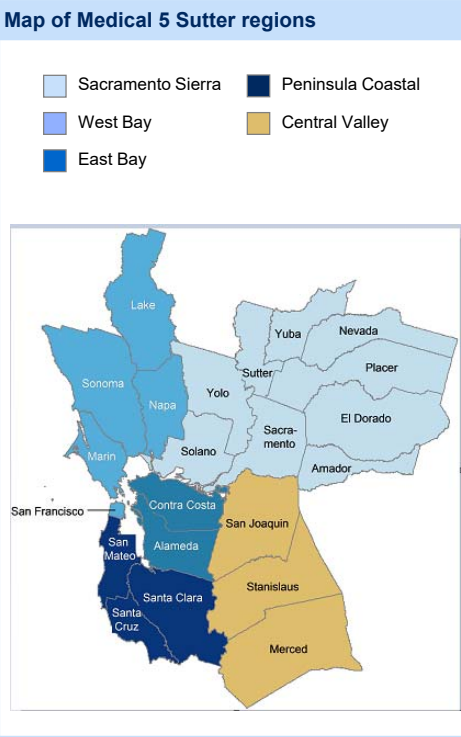 Map of Medical 5 Sutter regions
Sacramento Sierra
Peninsula Coastal
West Bay
Central Valley
East Bay
Lake
Yuba
Nevada
Sutter
Placer
Sonoma
Napa
Yolo
El Dorado
Sacra-
mento
Marin
Solano
Amador
Contra Costa
San Francisco
San Joaquin
San
Mateo
Alameda
Stanislaus
Santa Clara
Santa
Cruz
Merced